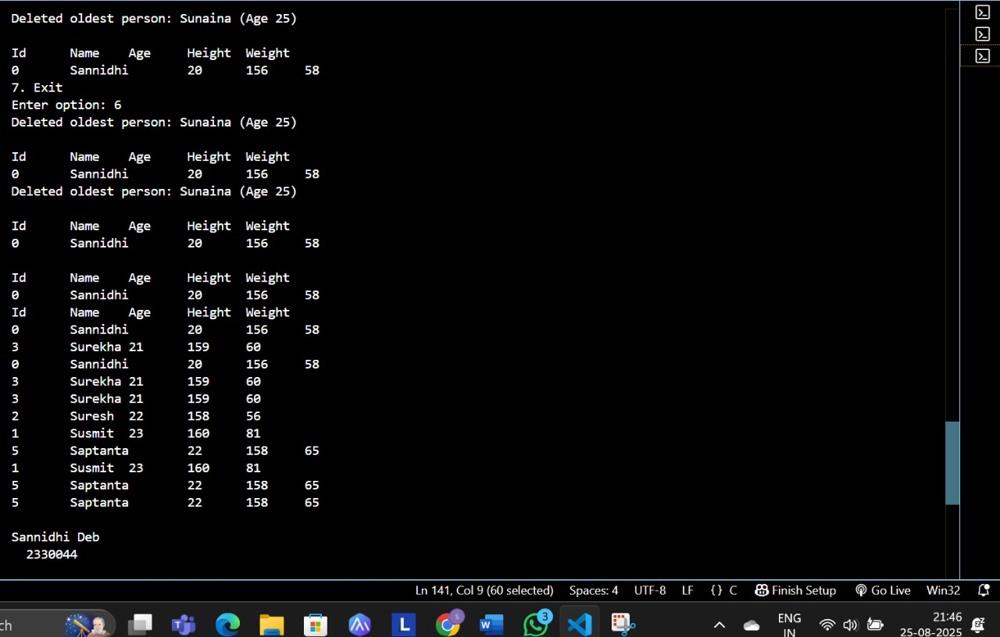 Deleted oldest person: Sunaina (Age 25)
Id Name Age Height Weight
0 Sannidhi 20 156 58
7. Exit
Enter option: 6
Deleted oldest person: Sunaina (Age 25)
Id Name Age Height Weight
0 Sannidhi 20 156 58
Deleted oldest person: Sunaina (Age 25)
Id Name Age Height Weight
0 Sannidhi 20 156 58
Id Name Age Height Weight
0 Sannidhi 20 156 58
Id Name Age Height Weight
0 Sannidhi 20 156 58
3 Surekha 21 159 60
0 Sannidhi 20 156 58
3 Surekha 21 159 60
3 Surekha 21 159 60
2 Suresh 22 158 56
1 Susmit 23 160 81
5 Saptanta 22 158 65
1 Susmit 23 160 81
5 Saptanta 22 158 65
5 Saptanta 22 158 65
Sannidhi Deb
2330044
Ln 141, Col 9 (60 selected) Spaces: 4 UTF-8 LF {} C Finish Setup Go Live Win32
ch T L S W 3 ENG IN 21:46
25-08-2025